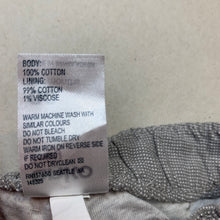 BODY:
100% COTTON
LINING:
99% COTTON
1% VISCOSE
WARM MACHINE WASH WITH
SIMILAR COLOURS
DO NOT BLEACH
DO NOT TUMBLE DRY
WARM IRON ON REVERSE
IF REQUIRED
DO NOT DRYCLEAN
SEATTLE